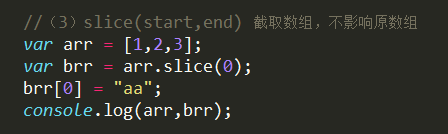 //（3）slice(start,end) 截取数组，不影响原数组
var arr = [1,2,3];
var brr = arr.slice(0);
brr[0] = "aa";
console.log(arr,brr);